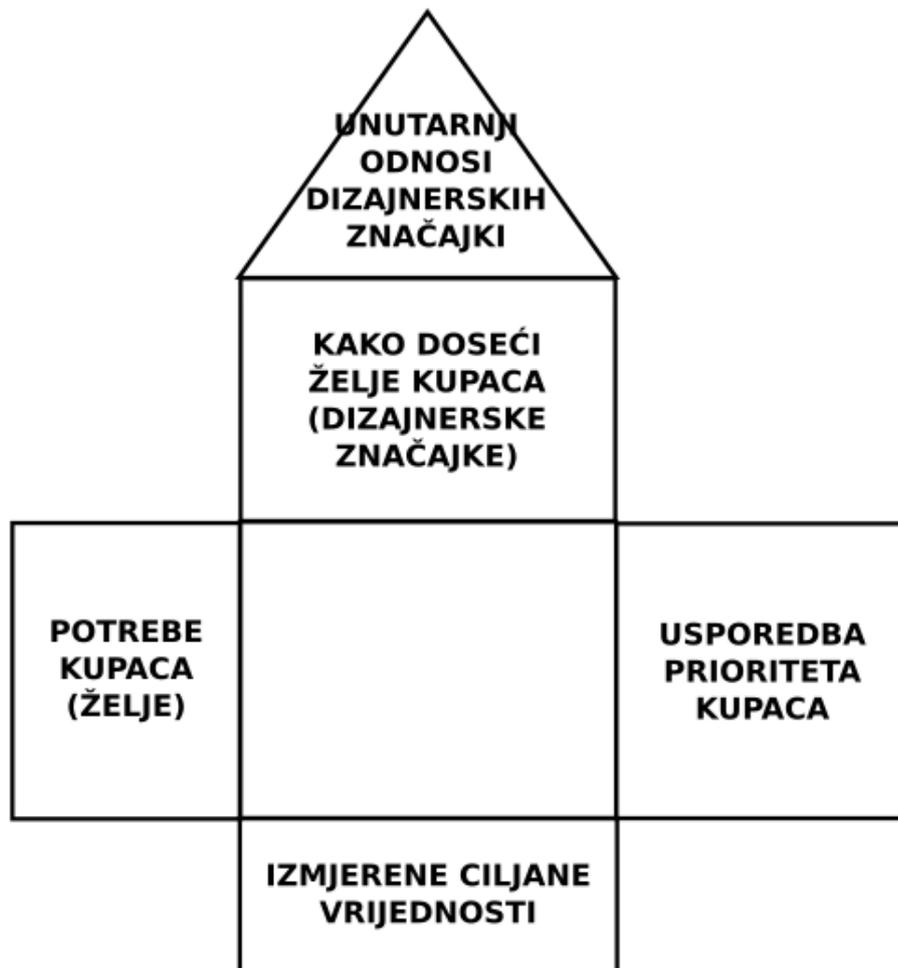 UNUTARNJI
ODNOSI
DIZAJNERSKIH
ZNAČAJKI
KAKO DOSEĆI
ŽELJE KUPACA
(DIZAJNERSKE
ZNAČAJKE)
POTREBE
KUPACA
(ŽELJE)
USPOREDBA
PRIORITETA
KUPACA
IZMJERENE CILJANE
VRIJEDNOSTI